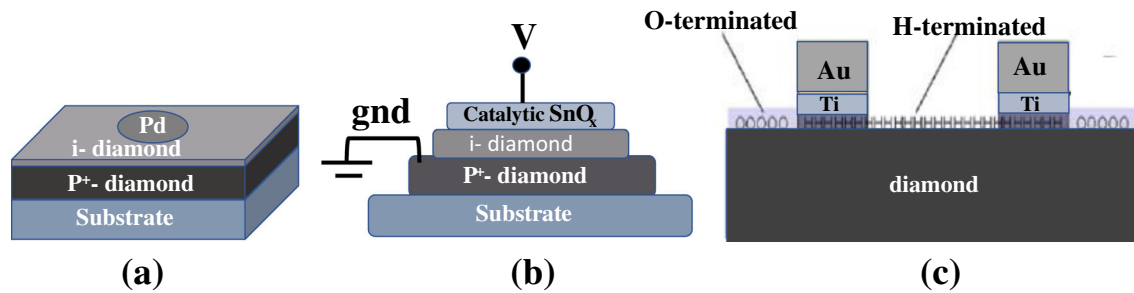 Pd
i- diamond
P⁺- diamond
Substrate
(a)
V
gnd
Catalytic SnOₓ
i- diamond
P⁺- diamond
Substrate
(b)
O-terminated
H-terminated
Au
Au
Ti
Ti
diamond
(c)